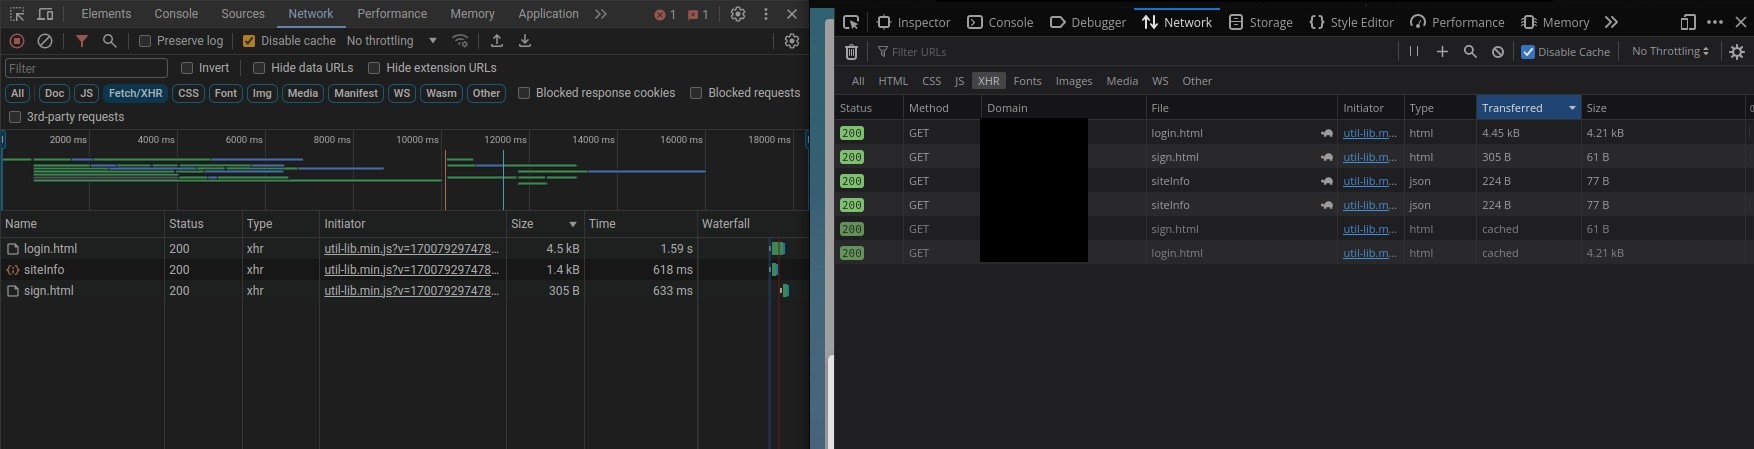 Elements Console Sources Network Performance Memory Application 1 1
Preserve log Disable cache No throttling
Filter Invert Hide data URLs Hide extension URLs
All Doc JS Fetch/XHR CSS Font Img Media Manifest WS Wasm Other Blocked response cookies Blocked requests
3rd-party requests
2000 ms 4000 ms 6000 ms 8000 ms 10000 ms 12000 ms 14000 ms 16000 ms 18000 ms
Name Status Type Initiator Size Time Waterfall
login.html 200 xhr util-lib.min.js?v=170079297478... 4.5 kB 1.59 s
siteInfo 200 xhr util-lib.min.js?v=170079297478... 1.4 kB 618 ms
sign.html 200 xhr util-lib.min.js?v=170079297478... 305 B 633 ms
Inspector Console Debugger Network Storage Style Editor Performance Memory
Filter URLs Disable Cache No Throttling
All HTML CSS JS XHR Fonts Images Media WS Other
Status Method Domain File Initiator Type Transferred Size
200 GET login.html util-lib.m... html 4.45 kB 4.21 kB
200 GET sign.html util-lib.m... html 305 B 61 B
200 GET siteInfo util-lib.m... json 224 B 77 B
200 GET siteInfo util-lib.m... json 224 B 77 B
200 GET sign.html util-lib.m... html cached 61 B
200 GET login.html util-lib.m... html cached 4.21 kB